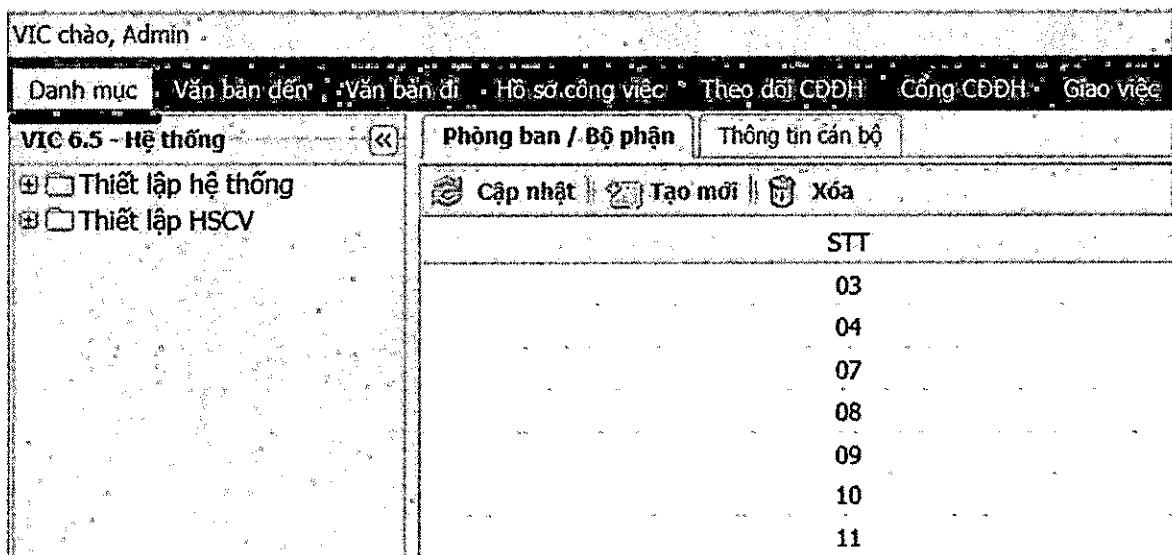 VIC chào, Admin
Danh mục Văn bản đến Văn bản đi Hồ sơ công việc Theo dõi CĐĐH Cổng CĐĐH Giao việc
VIC 6.5 - Hệ thống
Thiết lập hệ thống
Thiết lập HSCV
Phòng ban / Bộ phận Thông tin cán bộ
Cập nhật Tạo mới Xóa
STT
03
04
07
08
09
10
11